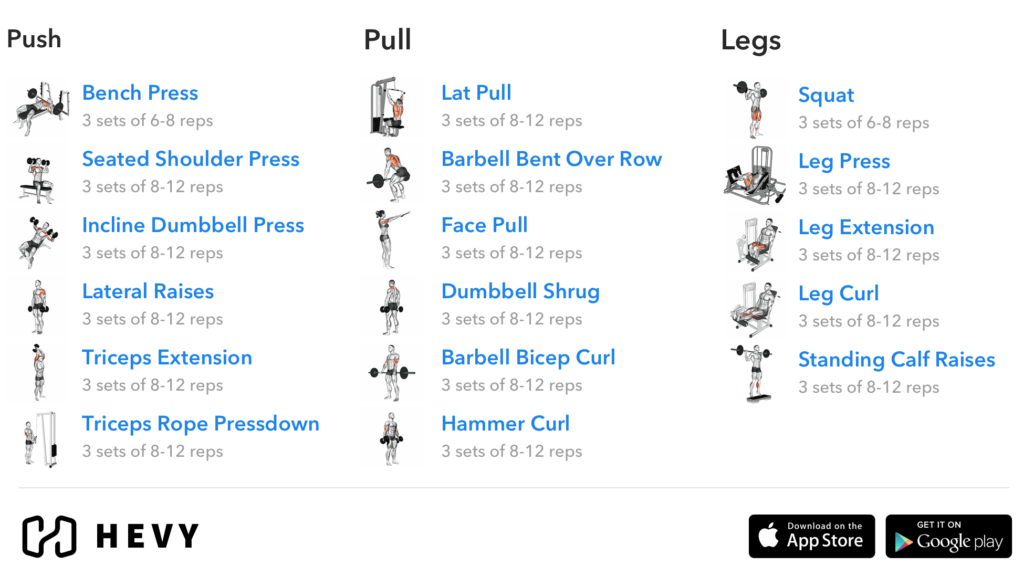 Push
Bench Press
3 sets of 6-8 reps
Seated Shoulder Press
3 sets of 8-12 reps
Incline Dumbbell Press
3 sets of 8-12 reps
Lateral Raises
3 sets of 8-12 reps
Triceps Extension
3 sets of 8-12 reps
Triceps Rope Pressdown
3 sets of 8-12 reps
Pull
Lat Pull
3 sets of 8-12 reps
Barbell Bent Over Row
3 sets of 8-12 reps
Face Pull
3 sets of 8-12 reps
Dumbbell Shrug
3 sets of 8-12 reps
Barbell Bicep Curl
3 sets of 8-12 reps
Hammer Curl
3 sets of 8-12 reps
Legs
Squat
3 sets of 6-8 reps
Leg Press
3 sets of 8-12 reps
Leg Extension
3 sets of 8-12 reps
Leg Curl
3 sets of 8-12 reps
Standing Calf Raises
3 sets of 8-12 reps
HEVY
Download on the
App Store
GET IT ON
Google play